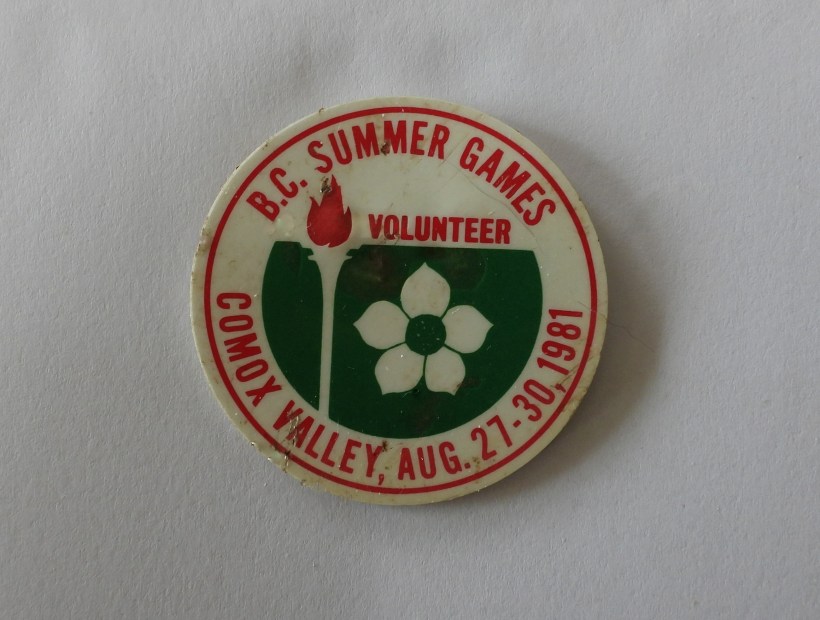 B.C. SUMMER GAMES
VOLUNTEER
COMOX VALLEY, AUG. 27-30, 1981